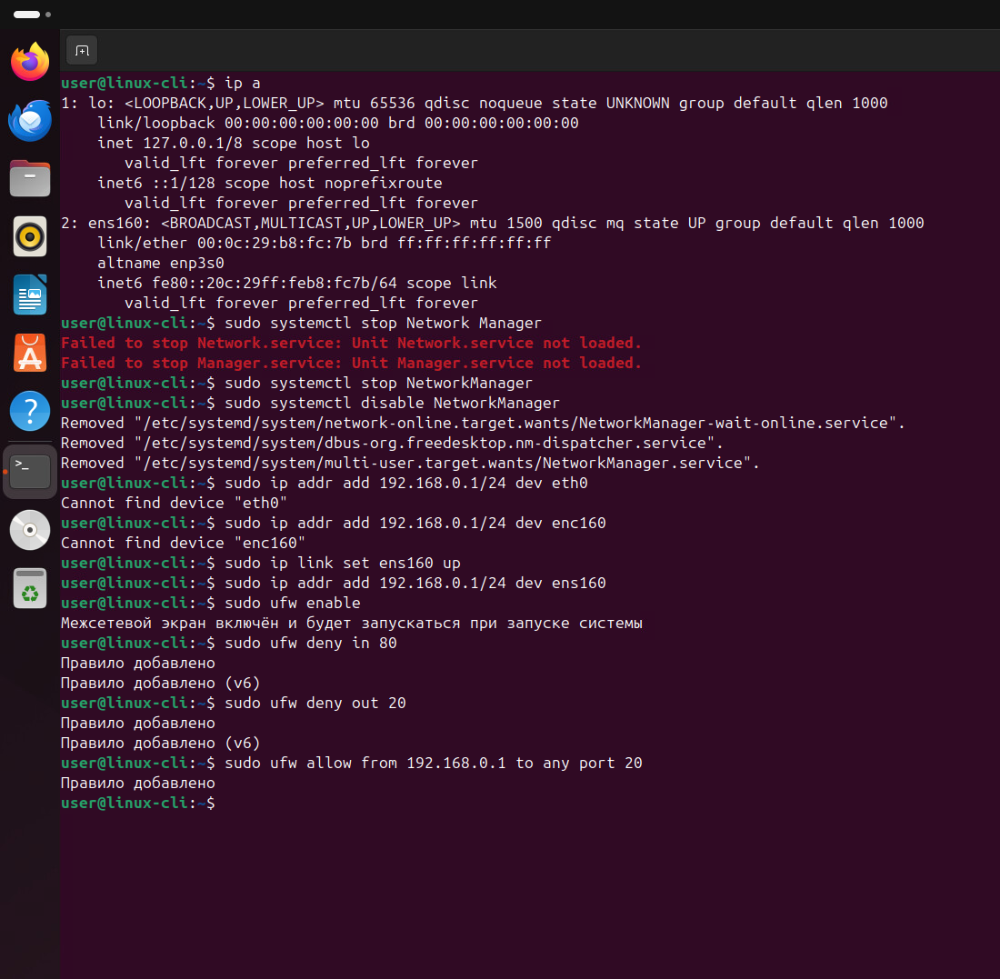 user@linux-cli:~$ ip a
1: lo: <LOOPBACK,UP,LOWER_UP> mtu 65536 qdisc noqueue state UNKNOWN group default qlen 1000
    link/loopback 00:00:00:00:00:00 brd 00:00:00:00:00:00
    inet 127.0.0.1/8 scope host lo
       valid_lft forever preferred_lft forever
    inet6 ::1/128 scope host noprefixroute
       valid_lft forever preferred_lft forever
2: ens160: <BROADCAST,MULTICAST,UP,LOWER_UP> mtu 1500 qdisc mq state UP group default qlen 1000
    link/ether 00:0c:29:b8:fc:7b brd ff:ff:ff:ff:ff:ff
    altname enp3s0
    inet6 fe80::20c:29ff:feb8:fc7b/64 scope link
       valid_lft forever preferred_lft forever
user@linux-cli:~$ sudo systemctl stop Network Manager
Failed to stop Network.service: Unit Network.service not loaded.
Failed to stop Manager.service: Unit Manager.service not loaded.
user@linux-cli:~$ sudo systemctl stop NetworkManager
user@linux-cli:~$ sudo systemctl disable NetworkManager
Removed "/etc/systemd/system/network-online.target.wants/NetworkManager-wait-online.service".
Removed "/etc/systemd/system/dbus-org.freedesktop.nm-dispatcher.service".
Removed "/etc/systemd/system/multi-user.target.wants/NetworkManager.service".
user@linux-cli:~$ sudo ip addr add 192.168.0.1/24 dev eth0
Cannot find device "eth0"
user@linux-cli:~$ sudo ip addr add 192.168.0.1/24 dev enc160
Cannot find device "enc160"
user@linux-cli:~$ sudo ip link set ens160 up
user@linux-cli:~$ sudo ip addr add 192.168.0.1/24 dev ens160
user@linux-cli:~$ sudo ufw enable
Межсетевой экран включён и будет запускаться при запуске системы
user@linux-cli:~$ sudo ufw deny in 80
Правило добавлено
Правило добавлено (v6)
user@linux-cli:~$ sudo ufw deny out 20
Правило добавлено
Правило добавлено (v6)
user@linux-cli:~$ sudo ufw allow from 192.168.0.1 to any port 20
Правило добавлено
user@linux-cli:~$